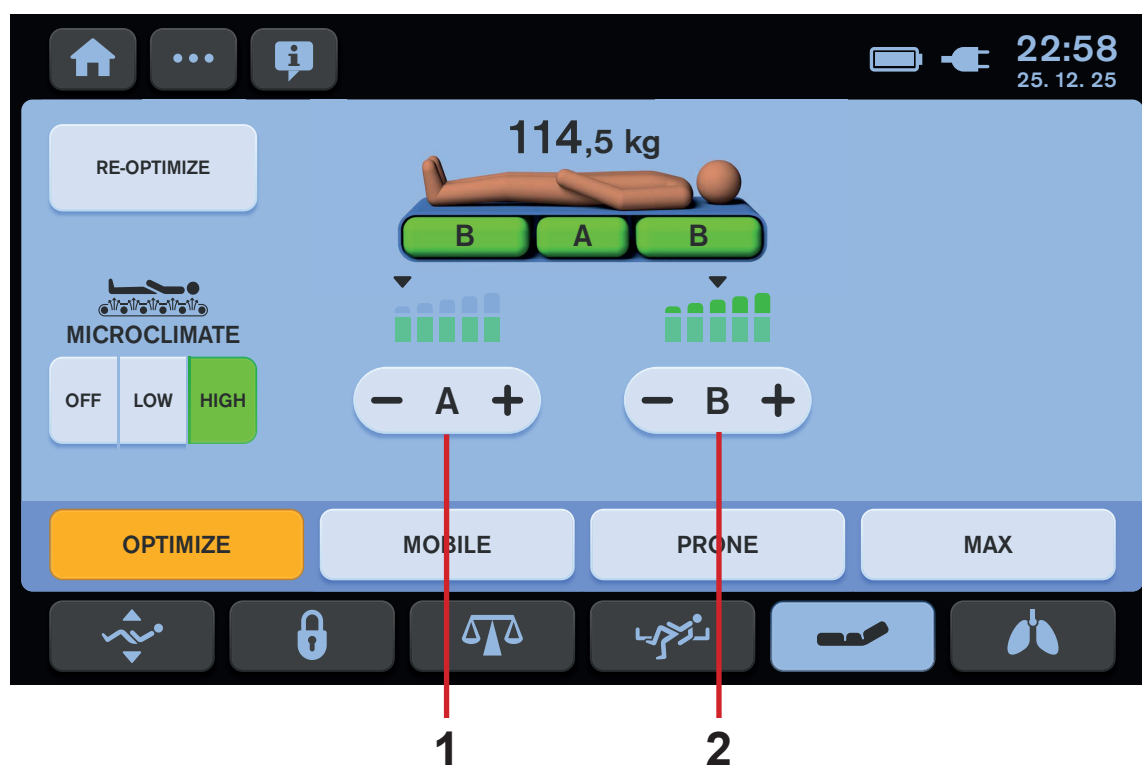 22:58
25. 12. 25
RE-OPTIMIZE
114,5 kg
B A B
MICROCLIMATE
OFF LOW HIGH
− A +
− B +
OPTIMIZE MOBILE PRONE MAX
1 2